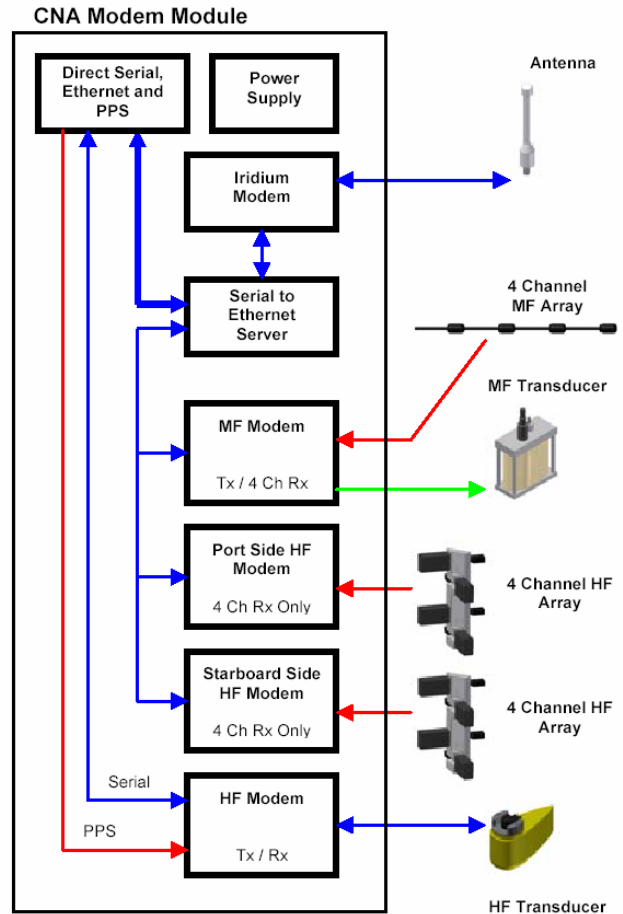 CNA Modem Module
Direct Serial,
Ethernet and
PPS
Power
Supply
Antenna
Iridium
Modem
Serial to
Ethernet
Server
4 Channel
MF Array
MF Transducer
MF Modem
Tx / 4 Ch Rx
Port Side HF
Modem
4 Ch Rx Only
4 Channel HF
Array
Starboard Side
HF Modem
4 Ch Rx Only
4 Channel HF
Array
Serial
HF Modem
PPS
Tx / Rx
HF Transducer